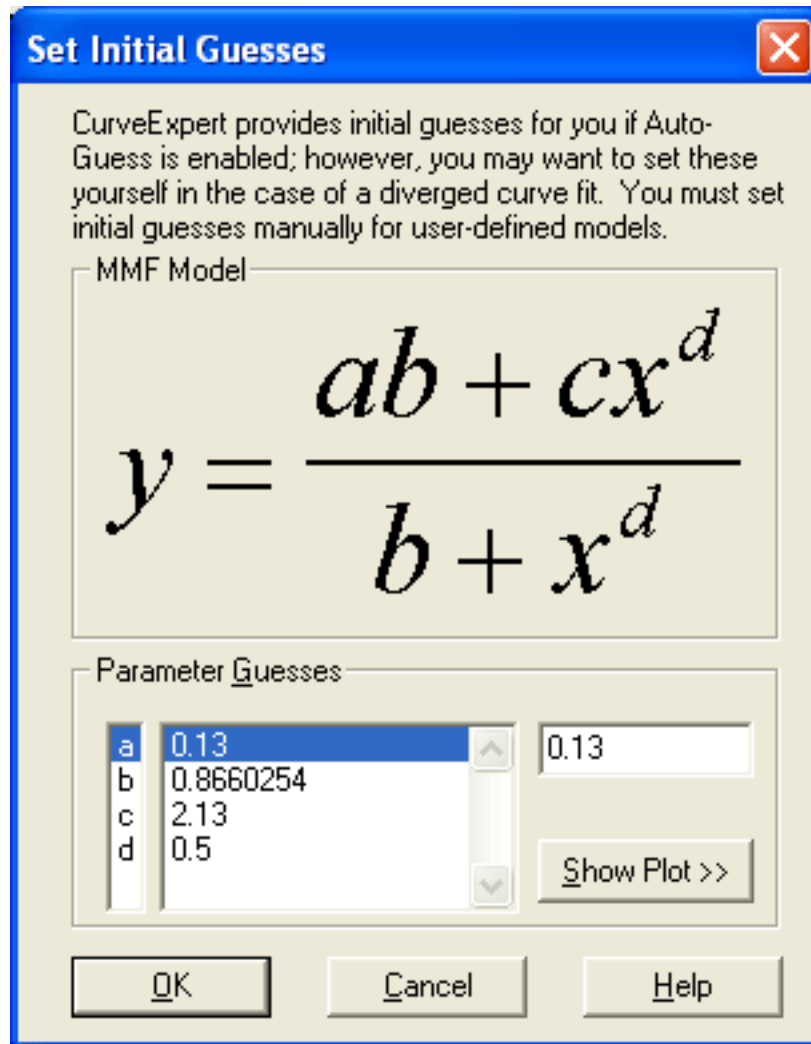 Set Initial Guesses
CurveExpert provides initial guesses for you if Auto-
Guess is enabled; however, you may want to set these
yourself in the case of a diverged curve fit.  You must set
initial guesses manually for user-defined models.
MMF Model
y = (ab + cx^d) / (b + x^d)
Parameter Guesses
a 0.13 0.13
b 0.8660254
c 2.13
d 0.5
Show Plot >>
OK Cancel Help